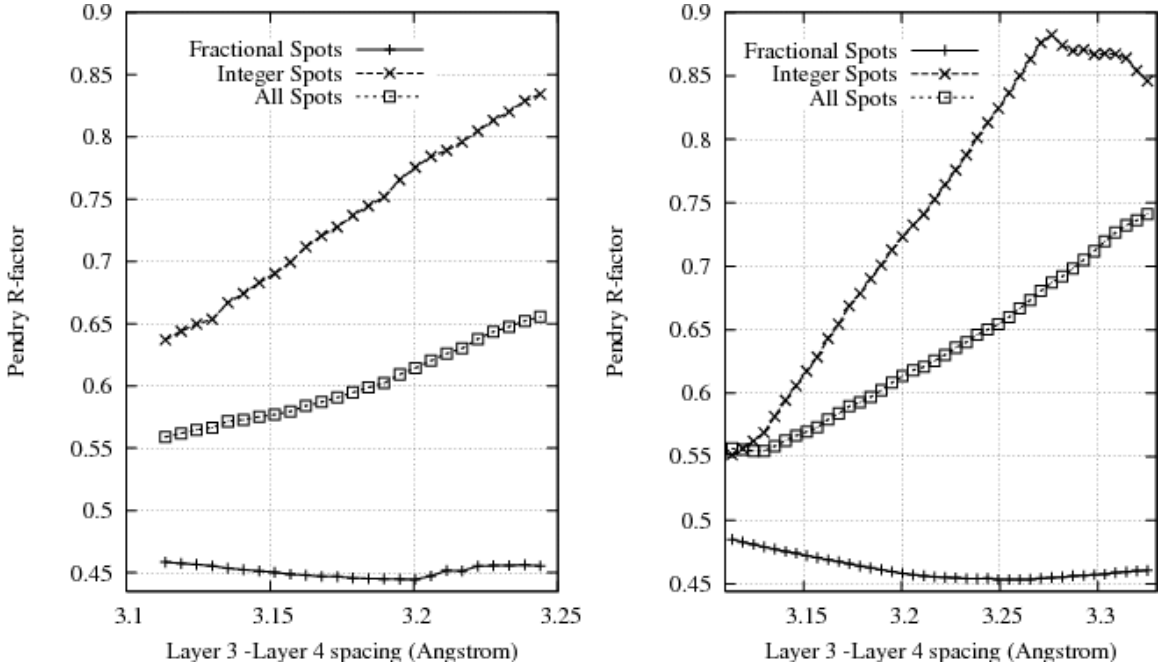 0.9
0.85
0.8
0.75
0.7
0.65
0.6
0.55
0.5
0.45
3.1
3.15
3.2
3.25
Pendry R-factor
Layer 3 -Layer 4 spacing (Angstrom)
Fractional Spots
Integer Spots
All Spots
0.9
0.85
0.8
0.75
0.7
0.65
0.6
0.55
0.5
0.45
3.15
3.2
3.25
3.3
Pendry R-factor
Layer 3 -Layer 4 spacing (Angstrom)
Fractional Spots
Integer Spots
All Spots